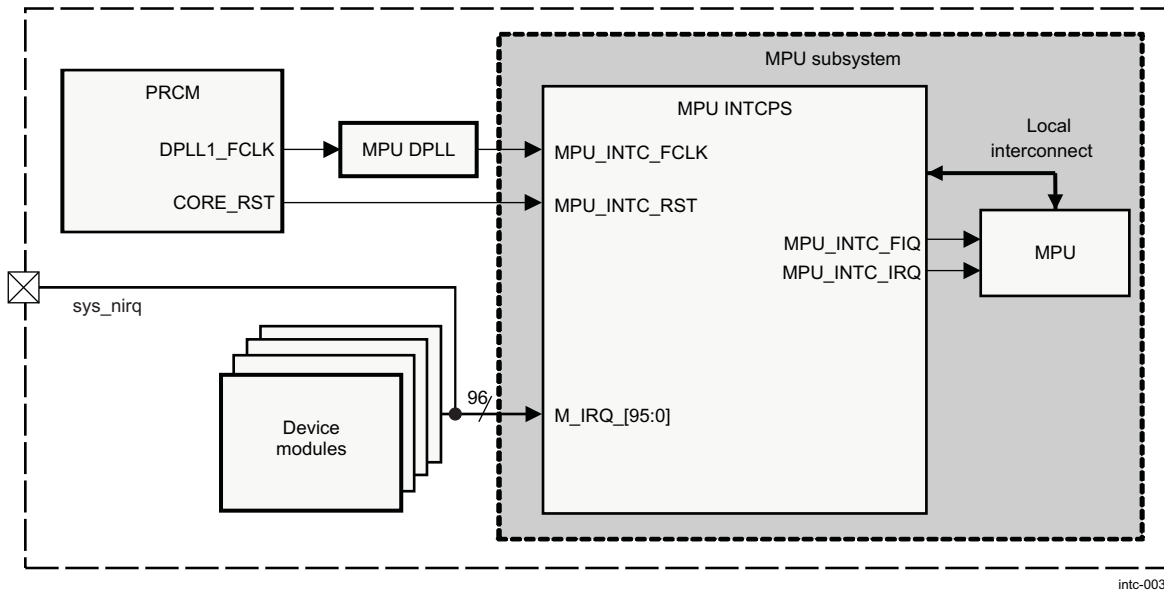 MPU subsystem
PRCM
MPU INTCPS
DPLL1_FCLK
MPU DPLL
MPU_INTC_FCLK
Local
interconnect
CORE_RST
MPU_INTC_RST
MPU_INTC_FIQ
MPU
MPU_INTC_IRQ
sys_nirq
96
M_IRQ_[95:0]
Device
modules
intc-003